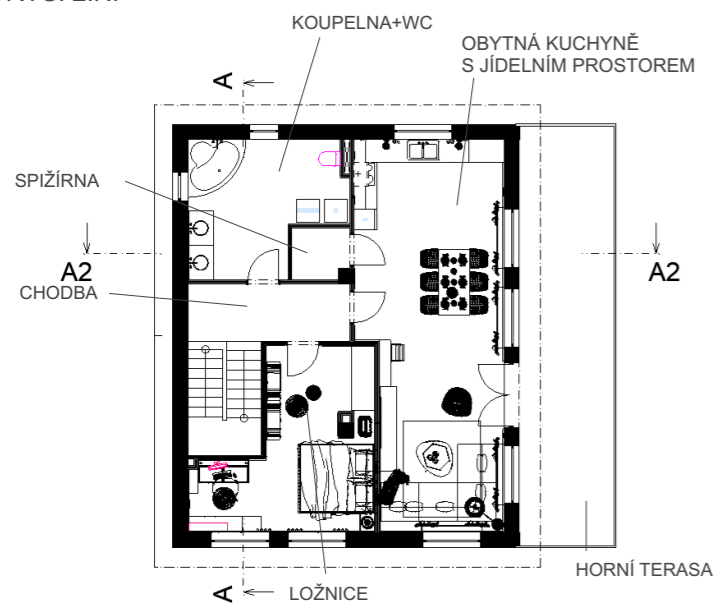 KOUPELNA+WC
OBYTNÁ KUCHYNĚ
S JÍDELNÍM PROSTOREM
A
SPIŽÍRNA
A2
A2
CHODBA
HORNÍ TERASA
A
LOŽNICE